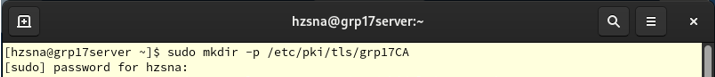 hzsna@grp17server:~
[hzsna@grp17server ~]$ sudo mkdir -p /etc/pki/tls/grp17CA
[sudo] password for hzsna: